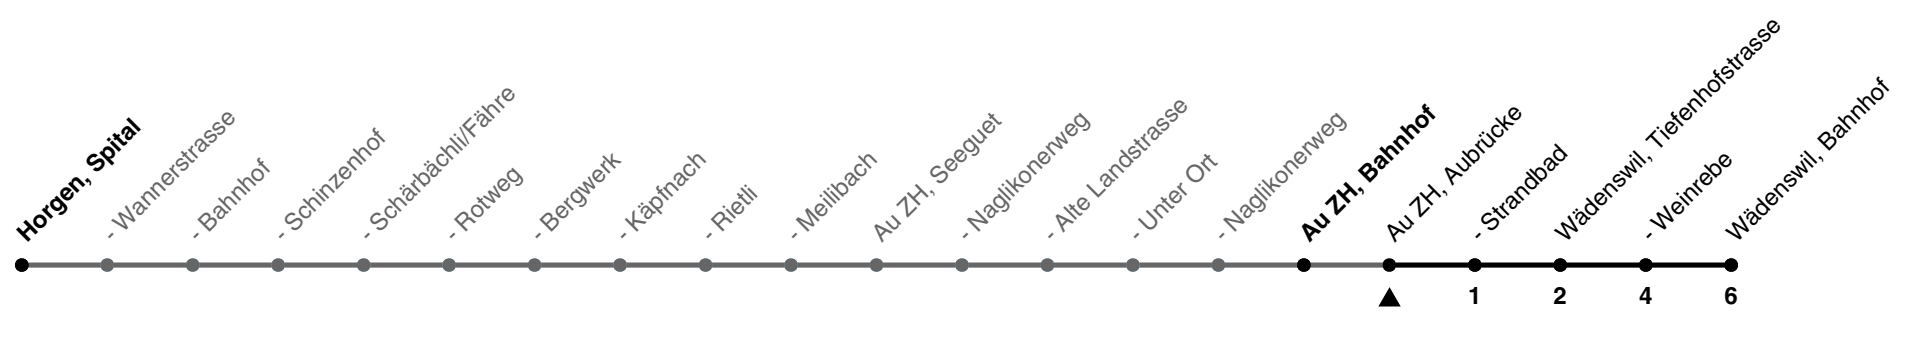 Horgen, Spital
- Wannerstrasse
- Bahnhof
- Schinzenhof
- Schärbächli/Fähre
- Rotweg
- Bergwerk
- Käpfnach
- Rietli
- Meilibach
Au ZH, Seeguet
- Naglikonerweg
- Alte Landstrasse
- Unter Ort
- Naglikonerweg
Au ZH, Bahnhof
Au ZH, Aubrücke
- Strandbad
Wädenswil, Tiefenhofstrasse
- Weinrebe
Wädenswil, Bahnhof
1 2 4 6